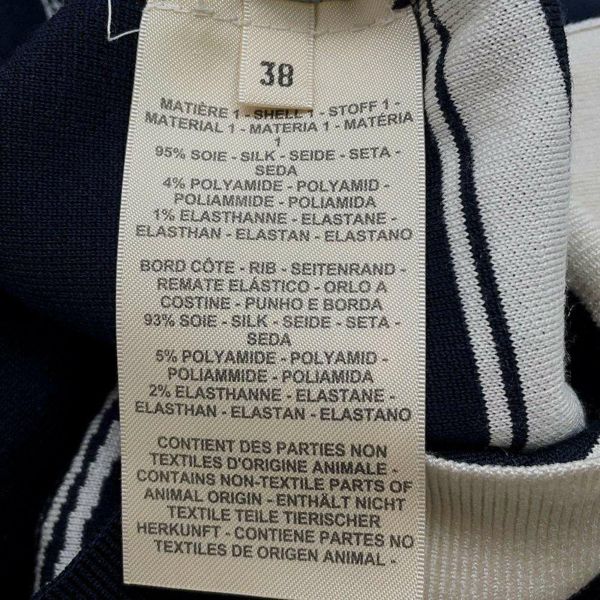 38
MATIÈRE 1 - SHELL 1 - STOFF 1 -
MATERIAL 1 - MATERIA 1 - MATÉRIA
1
95% SOIE - SILK - SEIDE - SETA -
SEDA
4% POLYAMIDE - POLYAMID -
POLIAMMIDE - POLIAMIDA
1% ELASTHANNE - ELASTANE -
ELASTHAN - ELASTAN - ELASTANO
BORD CÔTE - RIB - SEITENRAND -
REMATE ELÁSTICO - ORLO A
COSTINE - PUNHO E BORDA
93% SOIE - SILK - SEIDE - SETA -
SEDA
5% POLYAMIDE - POLYAMID -
POLIAMMIDE - POLIAMIDA
2% ELASTHANNE - ELASTANE -
ELASTHAN - ELASTAN - ELASTANO
CONTIENT DES PARTIES NON
TEXTILES D'ORIGINE ANIMALE -
CONTAINS NON-TEXTILE PARTS OF
ANIMAL ORIGIN - ENTHÄLT NICHT
TEXTILE TEILE TIERISCHER
HERKUNFT - CONTIENE PARTES NO
TEXTILES DE ORIGEN ANIMAL -